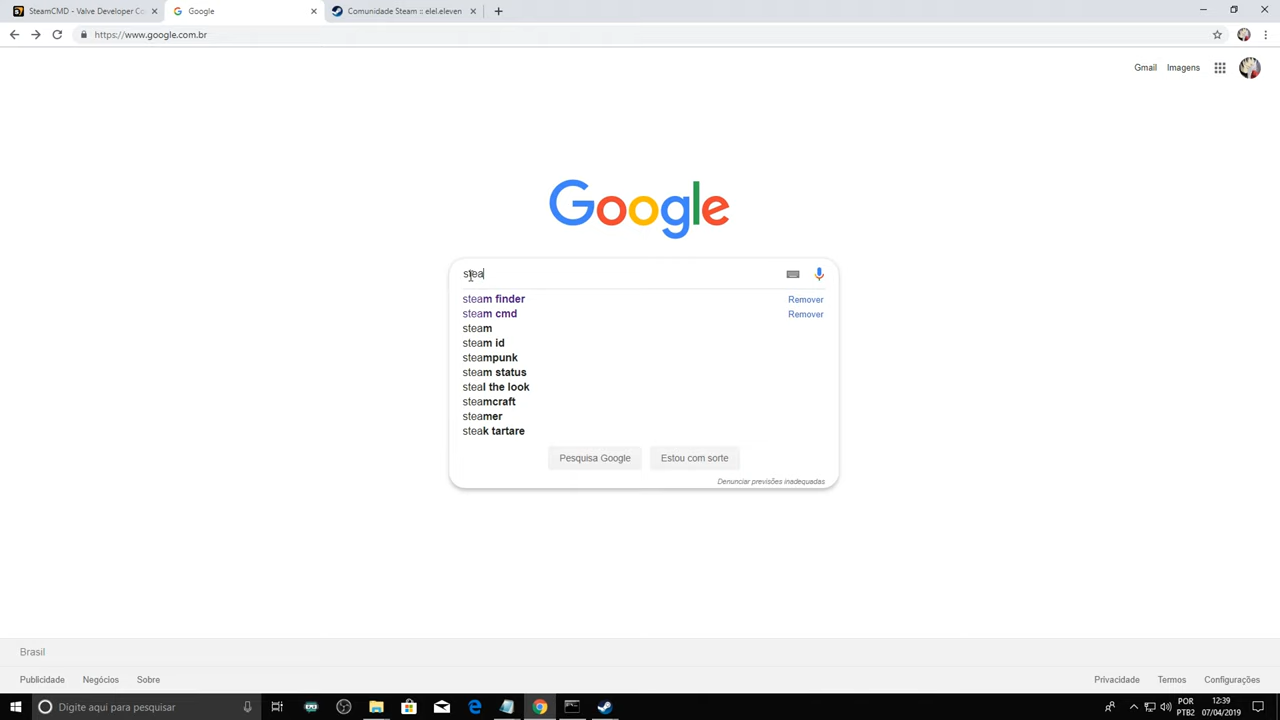 SteamCMD - Valve Developer Co
Google
Comunidade Steam :: elel.eleven
https://www.google.com.br
Gmail
Imagens
Google
stea
steam finder
Remover
steam cmd
Remover
steam
steam id
steampunk
steam status
steal the look
steamcraft
steamer
steak tartare
Pesquisa Google
Estou com sorte
Denunciar previsões inadequadas
Brasil
Publicidade
Negócios
Sobre
Privacidade
Termos
Configurações
Digite aqui para pesquisar
POR
PTB2
12:39
07/04/2019